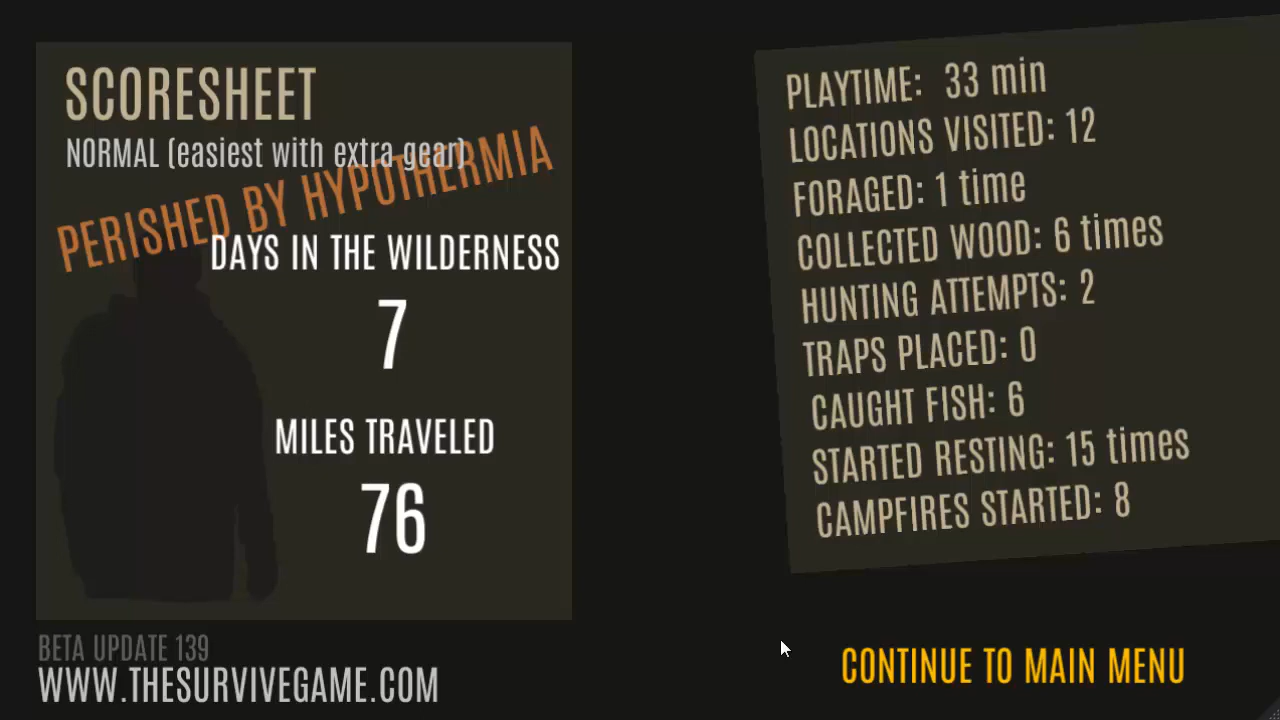 SCORESHEET
NORMAL (easiest with extra gear)
PERISHED BY HYPOTHERMIA
DAYS IN THE WILDERNESS
7
MILES TRAVELED
76
BETA UPDATE 139
WWW.THESURVIVEGAME.COM
PLAYTIME: 33 min
LOCATIONS VISITED: 12
FORAGED: 1 time
COLLECTED WOOD: 6 times
HUNTING ATTEMPTS: 2
TRAPS PLACED: 0
CAUGHT FISH: 6
STARTED RESTING: 15 times
CAMPFIRES STARTED: 8
CONTINUE TO MAIN MENU